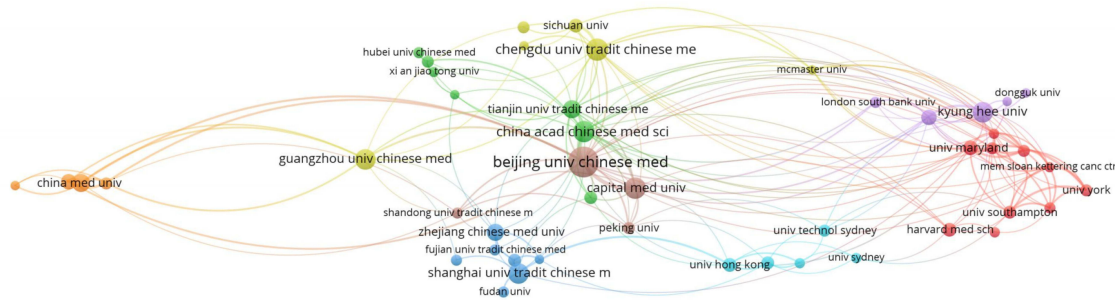 sichuan univ
hubei univ chinese med
chengdu univ tradit chinese me
xi an jiao tong univ
mcmaster univ
dongguk univ
london south bank univ
tianjin univ tradit chinese me
kyung hee univ
china acad chinese med sci
univ maryland
guangzhou univ chinese med
beijing univ chinese med
mem sloan kettering canc ctr
china med univ
capital med univ
univ york
shandong univ tradit chinese m
univ southampton
peking univ
zhejiang chinese med univ
univ technol sydney
harvard med sch
fujian univ tradit chinese med
univ sydney
univ hong kong
shanghai univ tradit chinese m
fudan univ